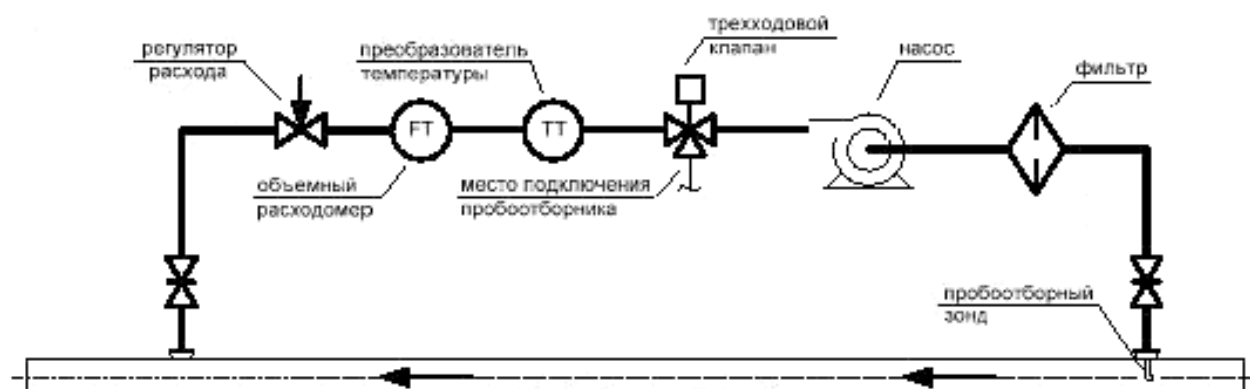 трехходовой
клапан
регулятор
расхода
преобразователь
температуры
насос
фильтр
FT
TT
объемный
расходомер
место подключения
пробоотборника
пробоотборный
зонд